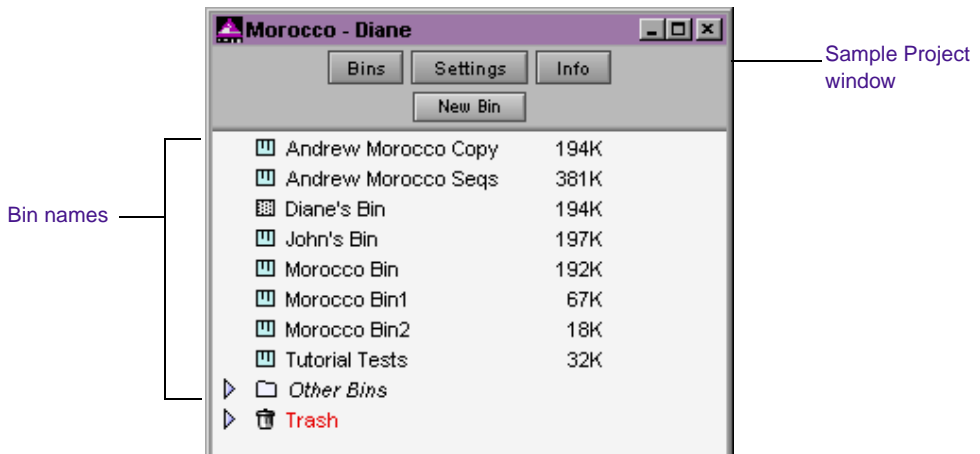 Morocco - Diane
Bins Settings Info
New Bin
Sample Project
window
Bin names
Andrew Morocco Copy 194K
Andrew Morocco Seqs 381K
Diane's Bin 194K
John's Bin 197K
Morocco Bin 192K
Morocco Bin1 67K
Morocco Bin2 18K
Tutorial Tests 32K
Other Bins
Trash